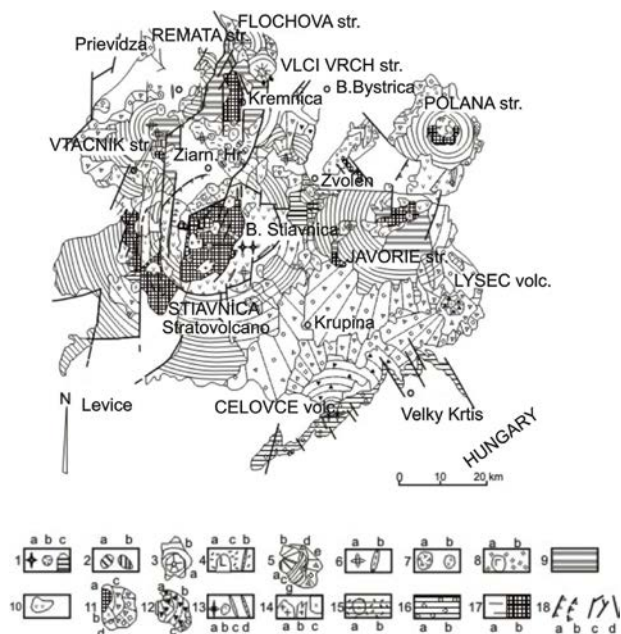 FLOCHOVA str.
REMATA str.
Prievidza
VLCI VRCH str.
B.Bystrica
Kremnica
POLANA str.
VTACNIK str.
Ziarn. Hr.
Zvolen
B. Stiavnica
JAVORIE str.
LYSEC volc.
STIAVNICA
Stratovolcano
Krupina
N
Levice
CELOVCE volc.
Velky Krtis
HUNGARY
0 10 20 km
a b c a b b a c b b d e a b a b a b
1 2 3 4 5 6 7 8 9
a a c
a c a b a b g a b a b a b
10 11 12 13 14 15 16 17 18
b d c b c d a b c a b c d